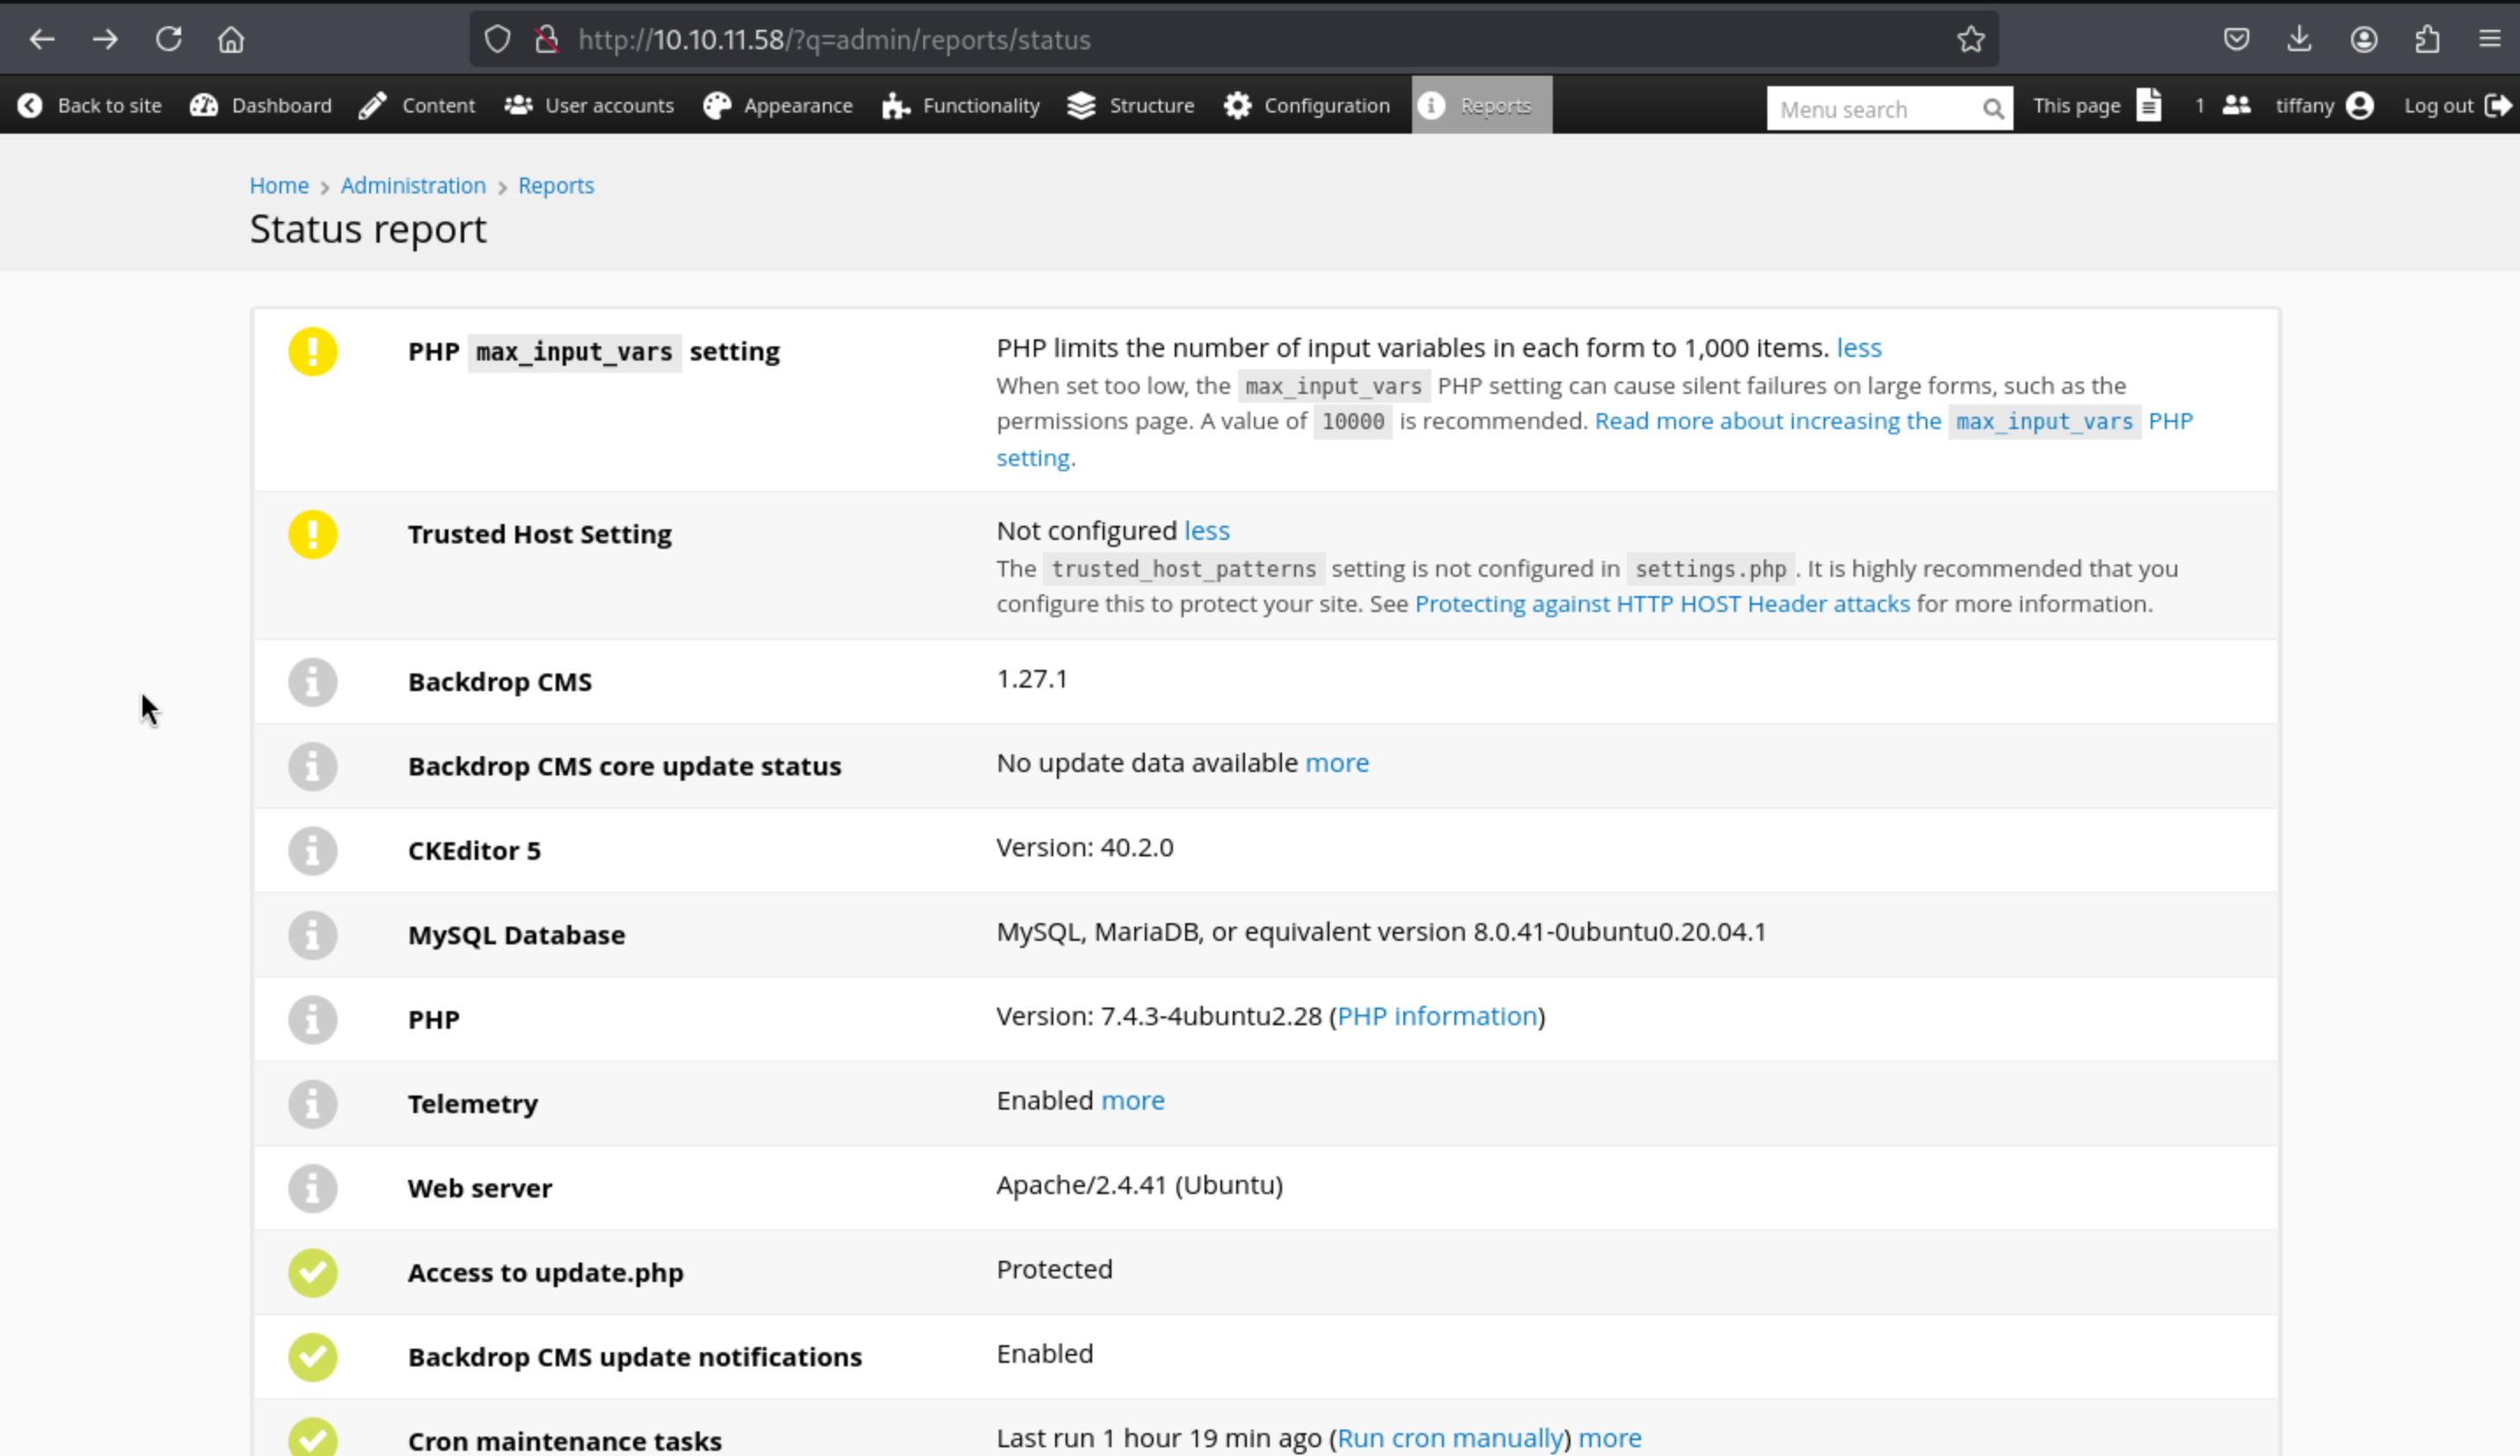 http://10.10.11.58/?q=admin/reports/status
Back to site Dashboard Content User accounts Appearance Functionality Structure Configuration Reports Menu search This page 1 tiffany Log out
Home > Administration > Reports
Status report
PHP max_input_vars setting
PHP limits the number of input variables in each form to 1,000 items. less
When set too low, the max_input_vars PHP setting can cause silent failures on large forms, such as the
permissions page. A value of 10000 is recommended. Read more about increasing the max_input_vars PHP
setting.
Trusted Host Setting
Not configured less
The trusted_host_patterns setting is not configured in settings.php. It is highly recommended that you
configure this to protect your site. See Protecting against HTTP HOST Header attacks for more information.
Backdrop CMS 1.27.1
Backdrop CMS core update status No update data available more
CKEditor 5 Version: 40.2.0
MySQL Database MySQL, MariaDB, or equivalent version 8.0.41-0ubuntu0.20.04.1
PHP Version: 7.4.3-4ubuntu2.28 (PHP information)
Telemetry Enabled more
Web server Apache/2.4.41 (Ubuntu)
Access to update.php Protected
Backdrop CMS update notifications Enabled
Cron maintenance tasks Last run 1 hour 19 min ago (Run cron manually) more